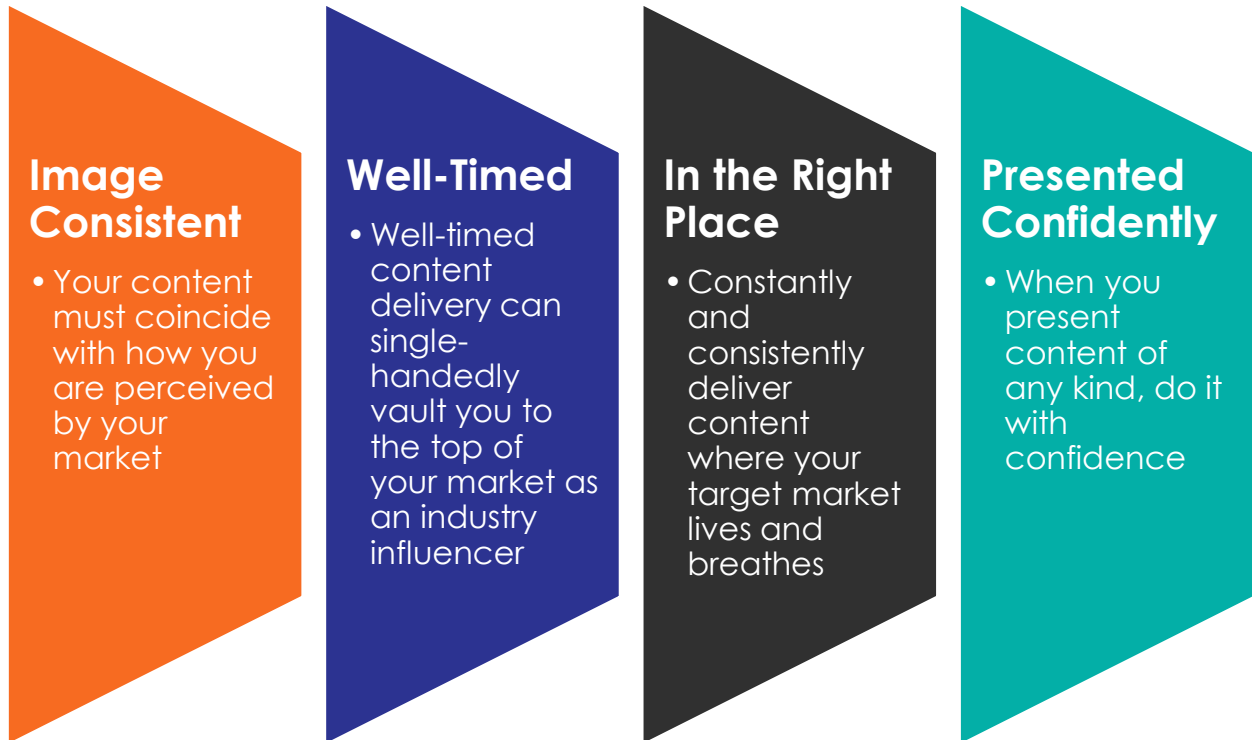 Image
Consistent
• Your content
must coincide
with how you
are perceived
by your
market
Well-Timed
• Well-timed
content
delivery can
single-
handedly
vault you to
the top of
your market as
an industry
influencer
In the Right
Place
• Constantly
and
consistently
deliver
content
where your
target market
lives and
breathes
Presented
Confidently
• When you
present
content of
any kind, do it
with
confidence